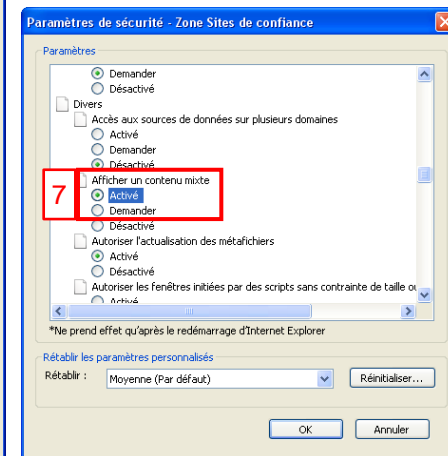 Paramètres de sécurité - Zone Sites de confiance
Paramètres
Demander
Désactivé
Divers
Accès aux sources de données sur plusieurs domaines
Activé
Demander
Désactivé
7
Afficher un contenu mixte
Activé
Demander
Désactivé
Autoriser l'actualisation des métafichiers
Activé
Désactivé
Autoriser les fenêtres initiées par des scripts sans contrainte de taille ou
Activé
*Ne prend effet qu'après le redémarrage d'Internet Explorer
Rétablir les paramètres personnalisés
Rétablir : Moyenne (Par défaut) Réinitialiser...
OK Annuler